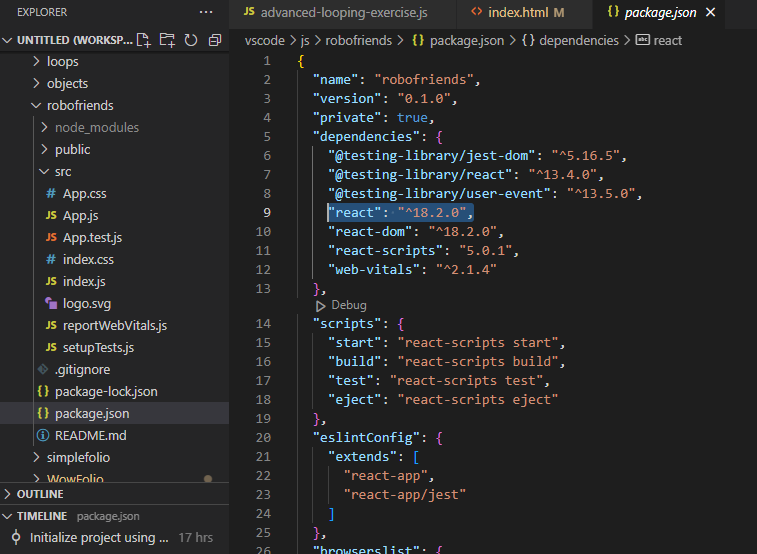 EXPLORER
UNTITLED (WORKSP...
loops
objects
robofriends
node_modules
public
src
# App.css
JS App.js
JS App.test.js
# index.css
JS index.js
logo.svg
JS reportWebVitals.js
JS setupTests.js
.gitignore
{} package-lock.json
{} package.json
README.md
simplefolio
WowFolio
OUTLINE
TIMELINE package.json
Initialize project using ... 17 hrs
JS advanced-looping-exercise.js
<> index.html M
{} package.json
vscode > js > robofriends > {} package.json > {} dependencies > abc react
1 {
2 "name": "robofriends",
3 "version": "0.1.0",
4 "private": true,
5 "dependencies": {
6 "@testing-library/jest-dom": "^5.16.5",
7 "@testing-library/react": "^13.4.0",
8 "@testing-library/user-event": "^13.5.0",
9 "react": "^18.2.0",
10 "react-dom": "^18.2.0",
11 "react-scripts": "5.0.1",
12 "web-vitals": "^2.1.4"
13 },
Debug
14 "scripts": {
15 "start": "react-scripts start",
16 "build": "react-scripts build",
17 "test": "react-scripts test",
18 "eject": "react-scripts eject"
19 },
20 "eslintConfig": {
21 "extends": [
22 "react-app",
23 "react-app/jest"
24 ]
25 },
26 "browserslist": {